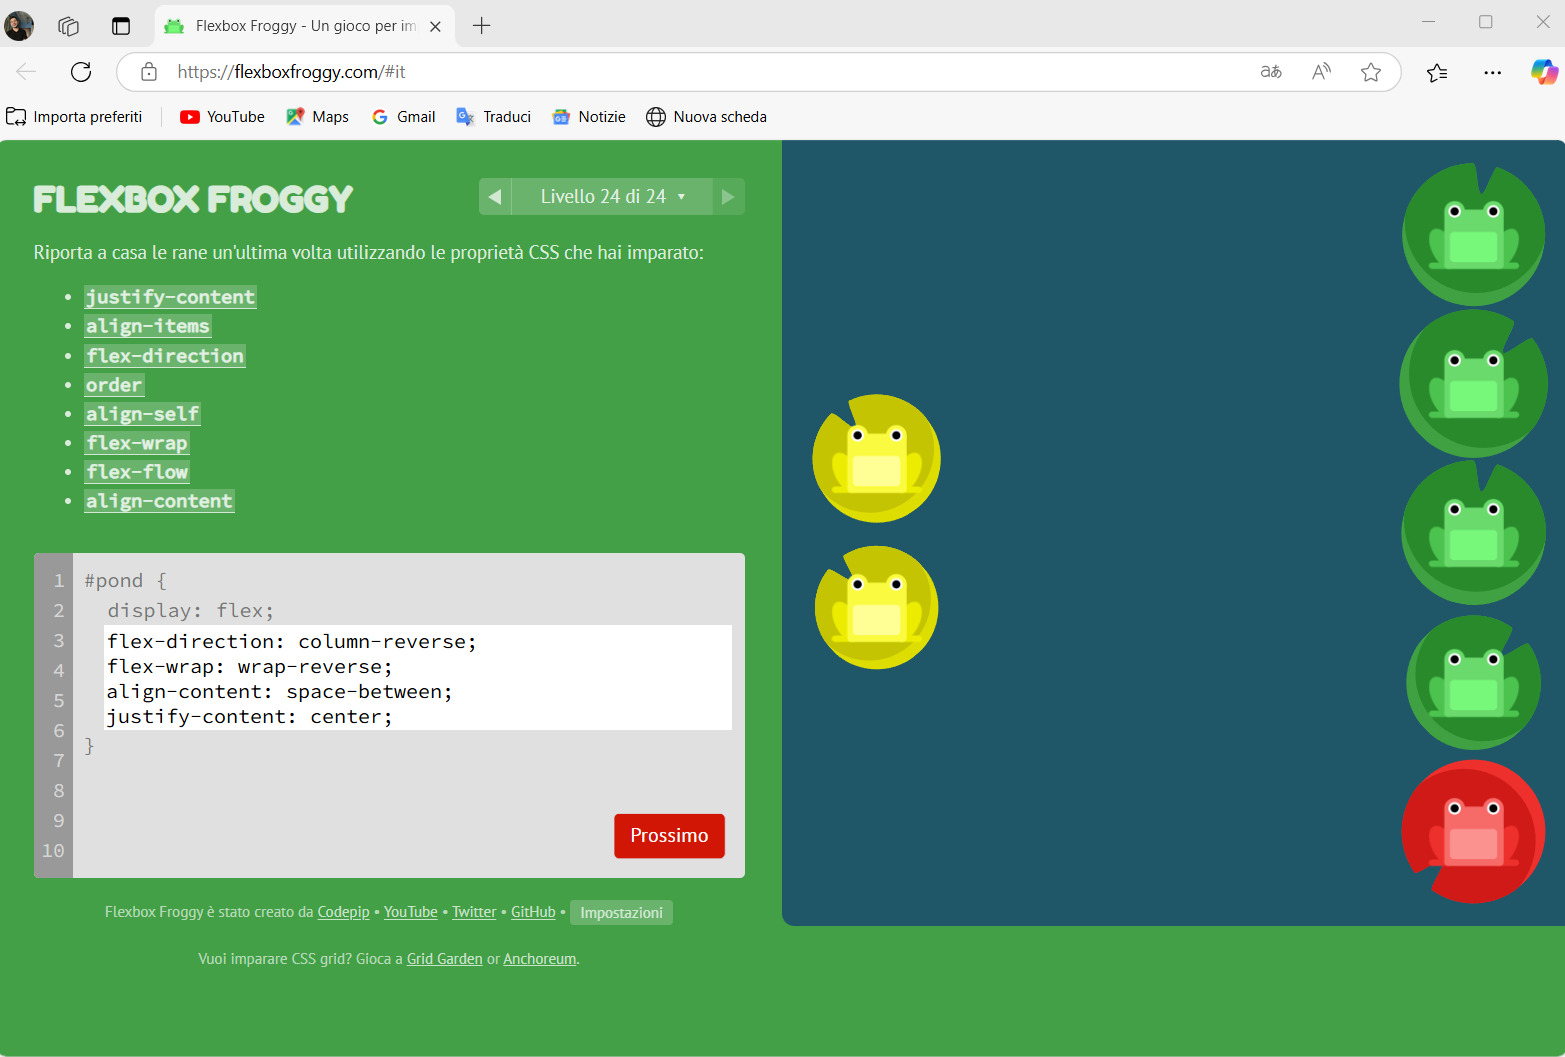 Flexbox Froggy - Un gioco per im
https://flexboxfroggy.com/#it
aあ
Importa preferiti
YouTube
Maps
Gmail
Traduci
Notizie
Nuova scheda
FLEXBOX FROGGY
◀ Livello 24 di 24 ▼ ▶
Riporta a casa le rane un'ultima volta utilizzando le proprietà CSS che hai imparato:
• justify-content
• align-items
• flex-direction
• order
• align-self
• flex-wrap
• flex-flow
• align-content
1 #pond {
2 display: flex;
3 flex-direction: column-reverse;
4 flex-wrap: wrap-reverse;
5 align-content: space-between;
6 justify-content: center;
7 }
8
9
10
Prossimo
Flexbox Froggy è stato creato da Codepip • YouTube • Twitter • GitHub • Impostazioni
Vuoi imparare CSS grid? Gioca a Grid Garden or Anchoreum.